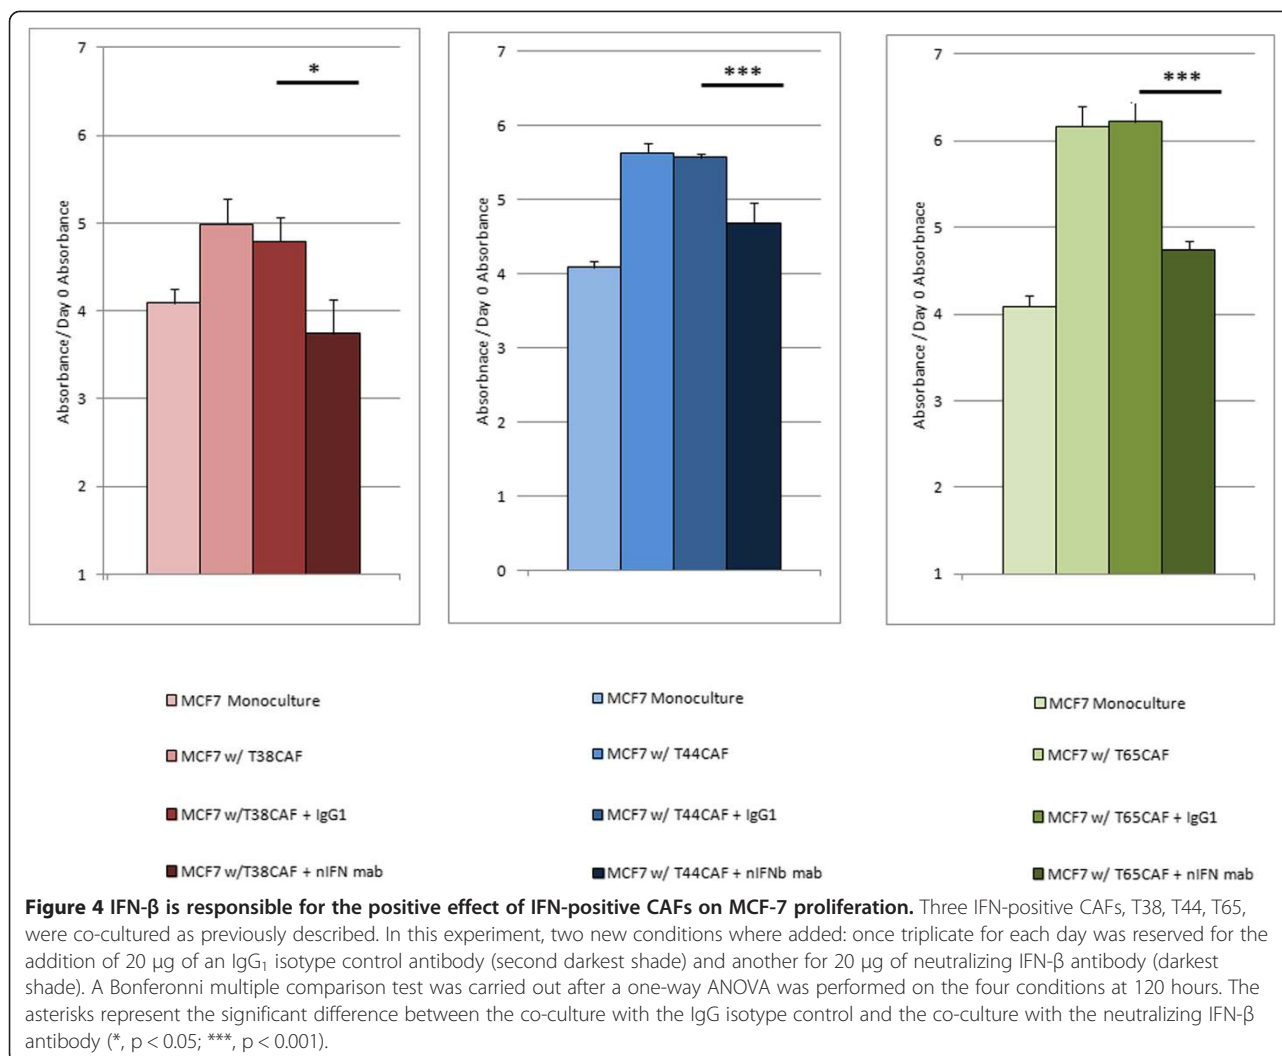 7
*
6
5
4
3
2
1
Absorbance/Day 0 Absorbance
7
***
6
5
4
3
2
1
0
Absorbnace / Day 0 Absorbance
7
***
6
5
4
3
2
1
Absorbance/Day 0 Absorbnace
MCF7 Monoculture
MCF7 w/ T38CAF
MCF7 w/T38CAF + IgG1
MCF7 w/T38CAF + nIFN mab
MCF7 Monoculture
MCF7 w/ T44CAF
MCF7 w/ T44CAF + IgG1
MCF7 w/ T44CAF + nIFNb mab
MCF7 Monoculture
MCF7 w/ T65CAF
MCF7 w/ T65CAF + IgG1
MCF7 w/ T65CAF + nIFN mab
Figure 4 IFN-β is responsible for the positive effect of IFN-positive CAFs on MCF-7 proliferation. Three IFN-positive CAFs, T38, T44, T65,
were co-cultured as previously described. In this experiment, two new conditions where added: once triplicate for each day was reserved for the
addition of 20 μg of an IgG₁ isotype control antibody (second darkest shade) and another for 20 μg of neutralizing IFN-β antibody (darkest
shade). A Bonferonni multiple comparison test was carried out after a one-way ANOVA was performed on the four conditions at 120 hours. The
asterisks represent the significant difference between the co-culture with the IgG isotype control and the co-culture with the neutralizing IFN-β
antibody (*, p < 0.05; ***, p < 0.001).